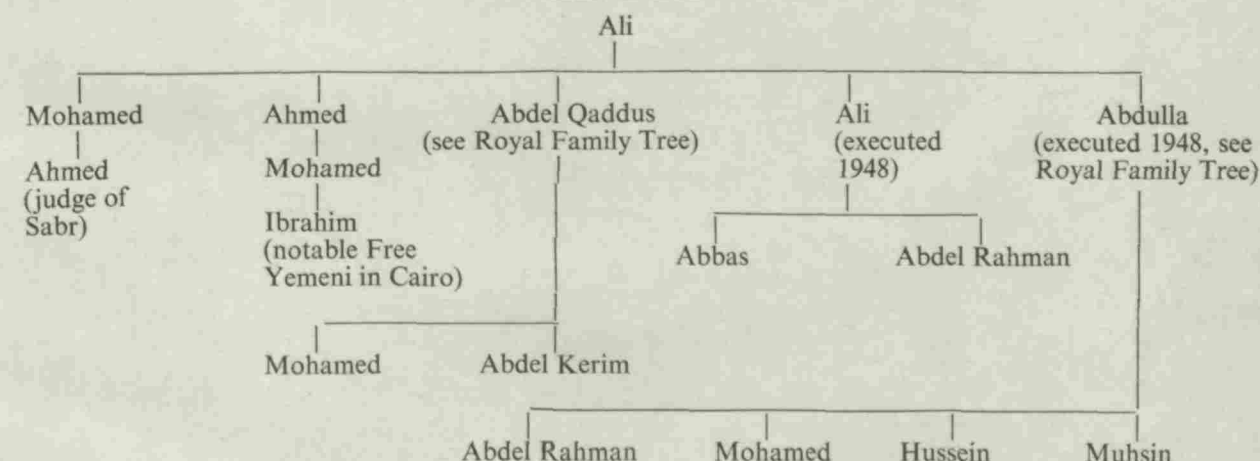 Ali
Mohamed
Ahmed
(judge of
Sabr)
Ahmed
Mohamed
Ibrahim
(notable Free
Yemeni in Cairo)
Abdel Qaddus
(see Royal Family Tree)
Mohamed
Abdel Kerim
Ali
(executed
1948)
Abbas
Abdel Rahman
Abdulla
(executed 1948, see
Royal Family Tree)
Abdel Rahman
Mohamed
Hussein
Muhsin